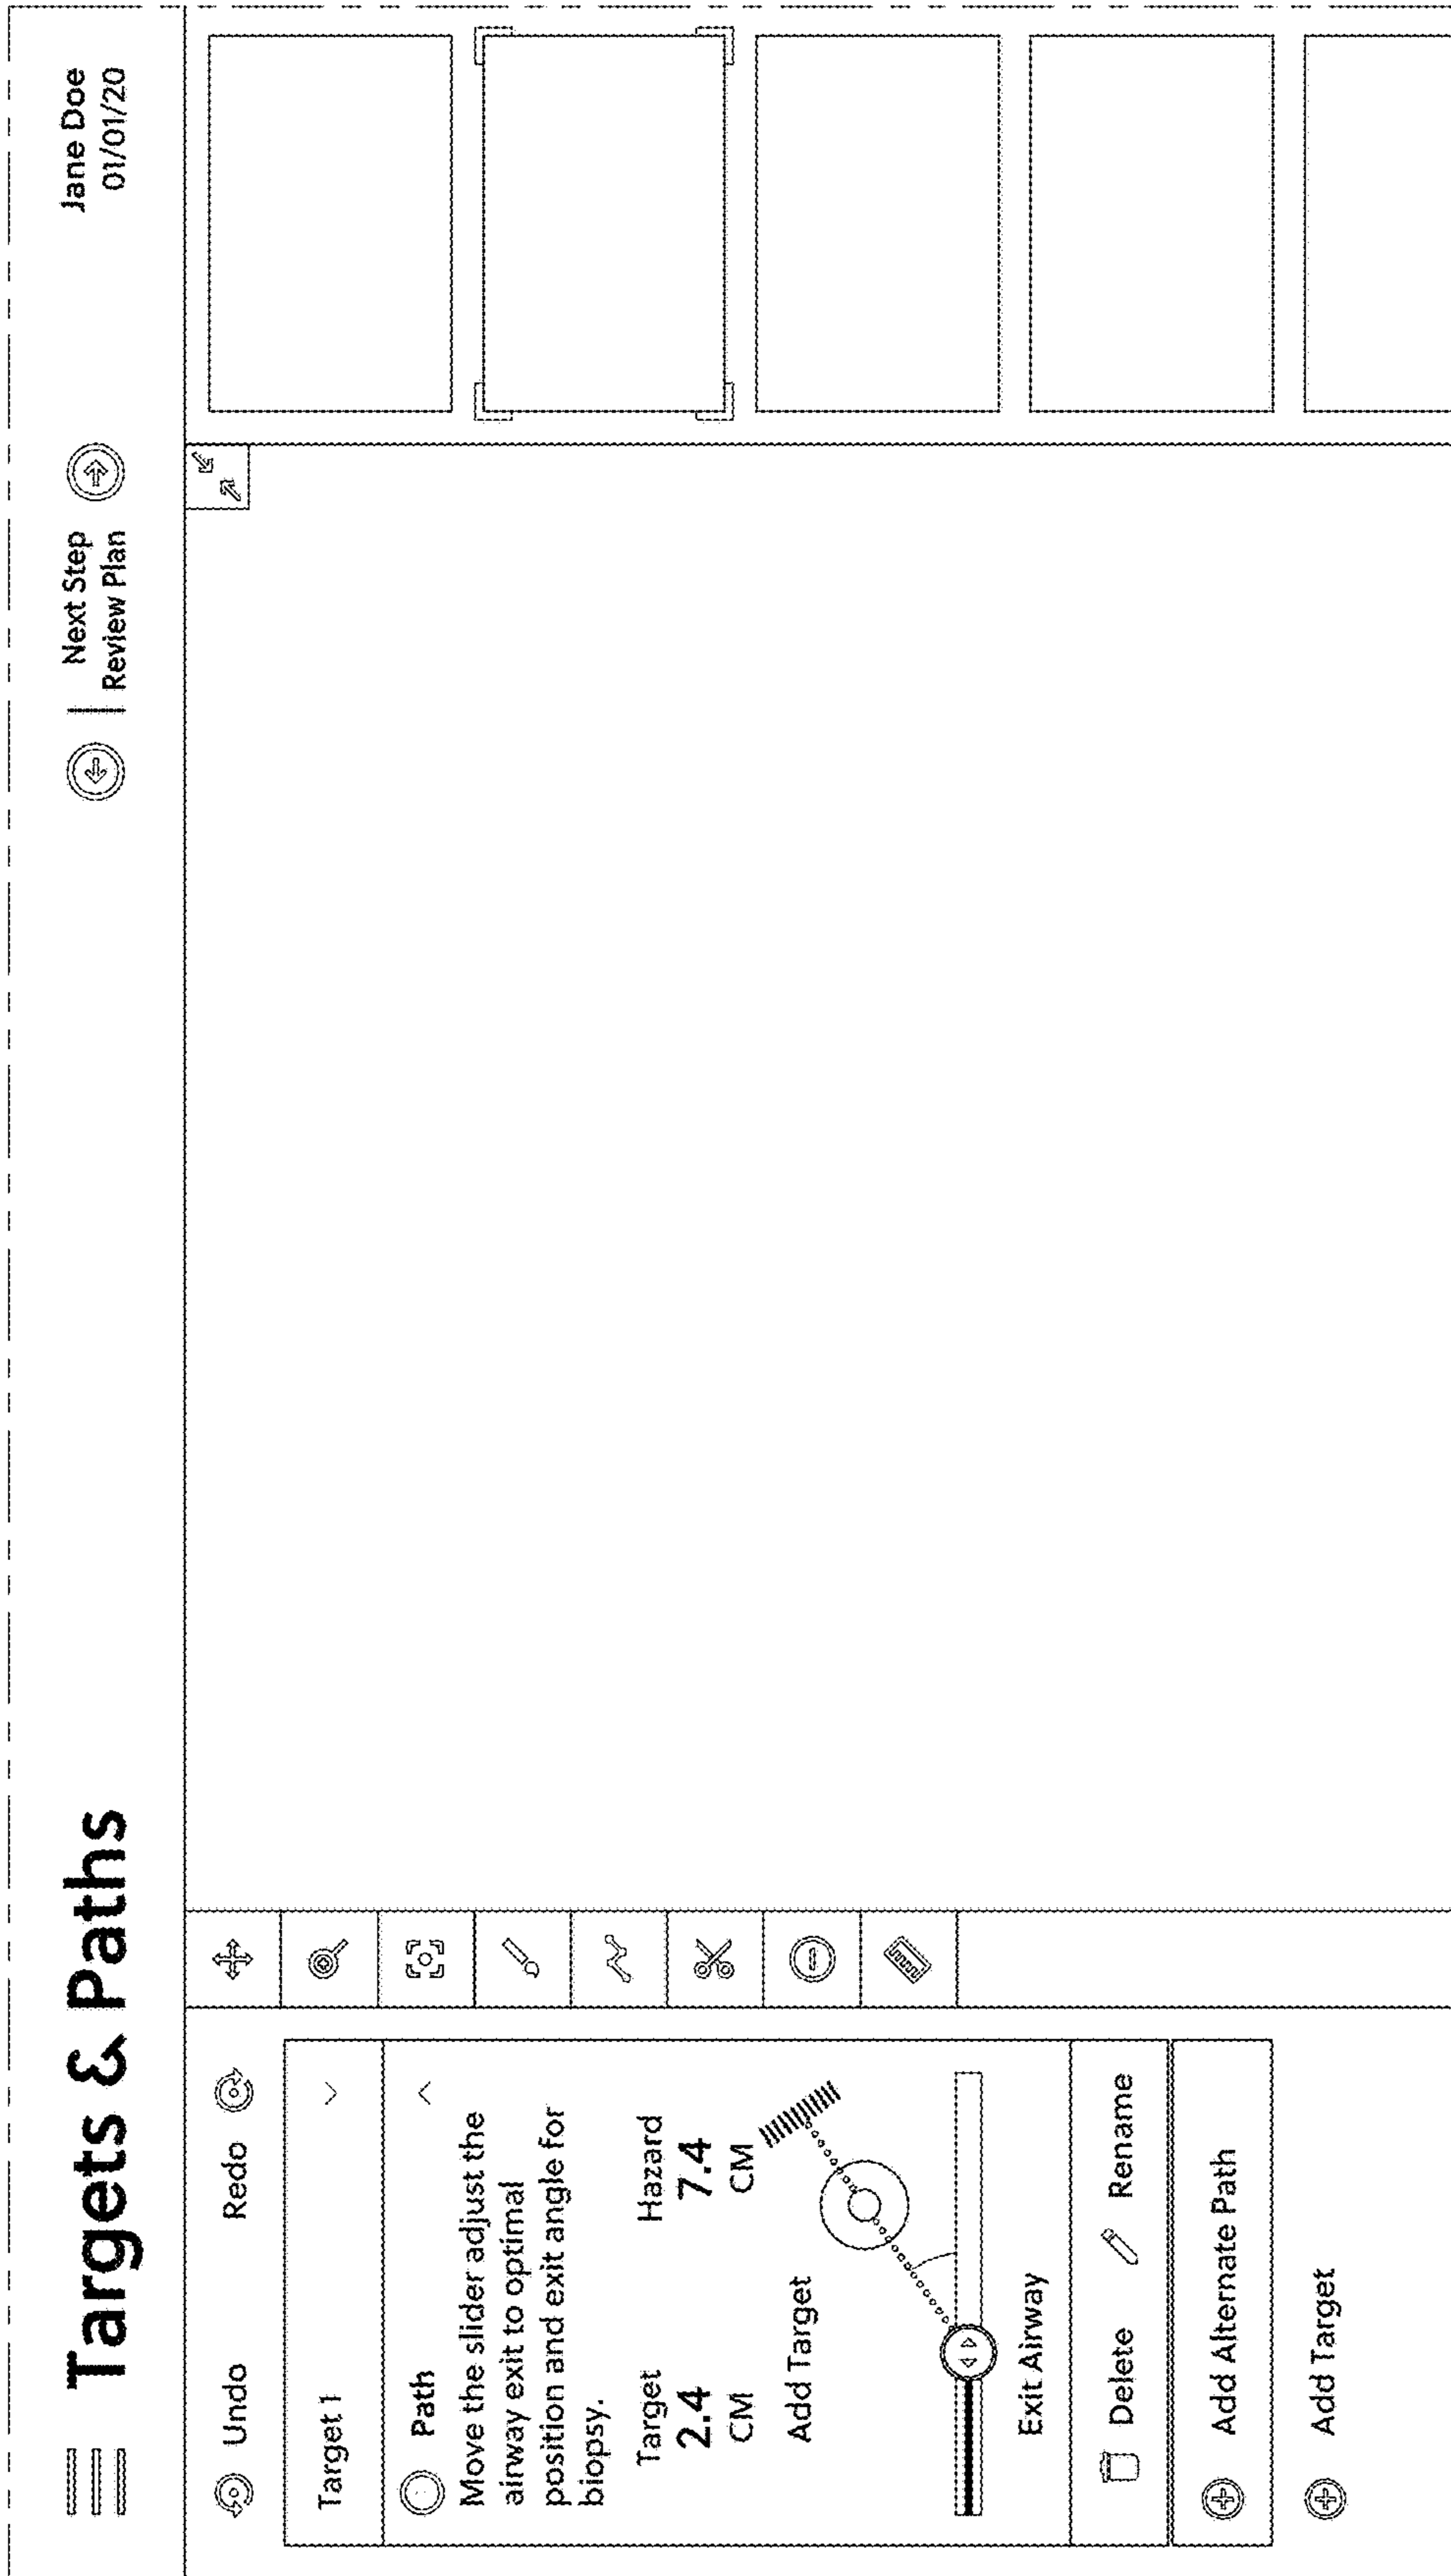 Targets & Paths
Next Step
Review Plan
Jane Doe
01/01/20
Undo
Redo
Target 1
Path
Move the slider adjust the
airway exit to optimal
position and exit angle for
biopsy.
Target
2.4
CM
Hazard
7.4
CM
Add Target
Exit Airway
Delete
Rename
Add Alternate Path
Add Target